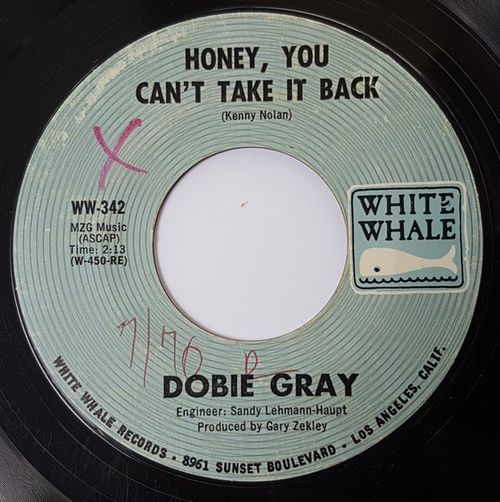 HONEY, YOU
CAN'T TAKE IT BACK
(Kenny Nolan)
X
WW-342
MZG Music
(ASCAP)
Time: 2:13
(W-450-RE)
WHITE
WHALE
7/70 R
DOBIE GRAY
Engineer: Sandy Lehmann-Haupt
Produced by Gary Zekley
WHITE WHALE RECORDS • 8961 SUNSET BOULEVARD • LOS ANGELES, CALIF.